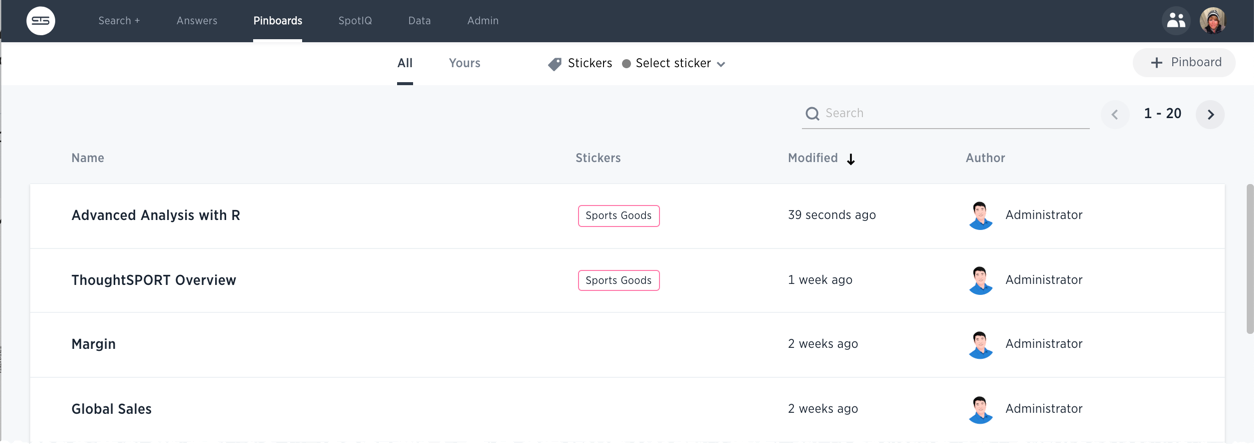 Search + Answers Pinboards SpotIQ Data Admin
All Yours Stickers Select sticker + Pinboard
Search 1 - 20
Name Stickers Modified Author
Advanced Analysis with R Sports Goods 39 seconds ago Administrator
ThoughtSPORT Overview Sports Goods 1 week ago Administrator
Margin 2 weeks ago Administrator
Global Sales 2 weeks ago Administrator